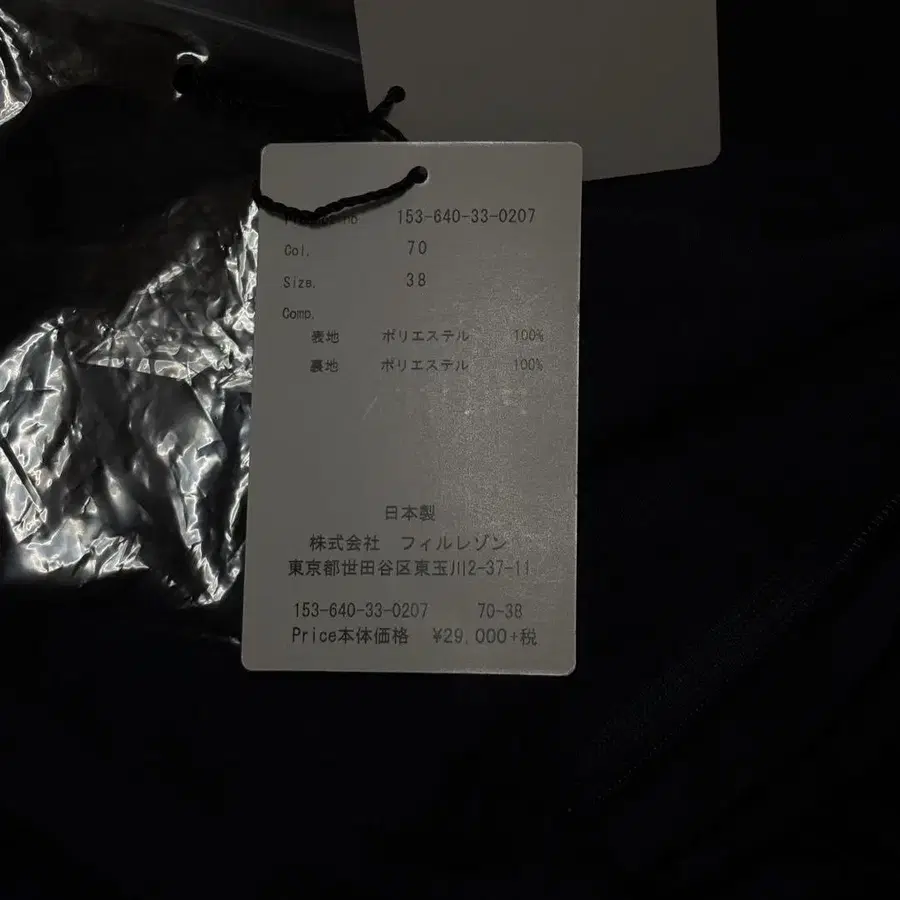 Product no 153-640-33-0207
Col. 70
Size. 38
Comp.
表地 ポリエステル 100%
裏地 ポリエステル 100%
日本製
株式会社 フィルレゾン
東京都世田谷区東玉川2-37-11
153-640-33-0207 70-38
Price本体価格 ¥29,000+税